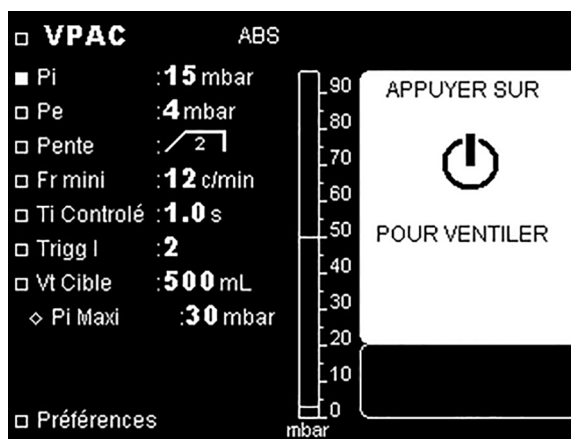 VPAC ABS
Pi :15 mbar
Pe :4 mbar
Pente : 2
Fr mini :12 c/min
Ti Controlé :1.0 s
Trigg I :2
Vt Cible :500 mL
Pi Maxi :30 mbar
Préférences
90
80
70
60
50
40
30
20
10
0
mbar
APPUYER SUR
POUR VENTILER